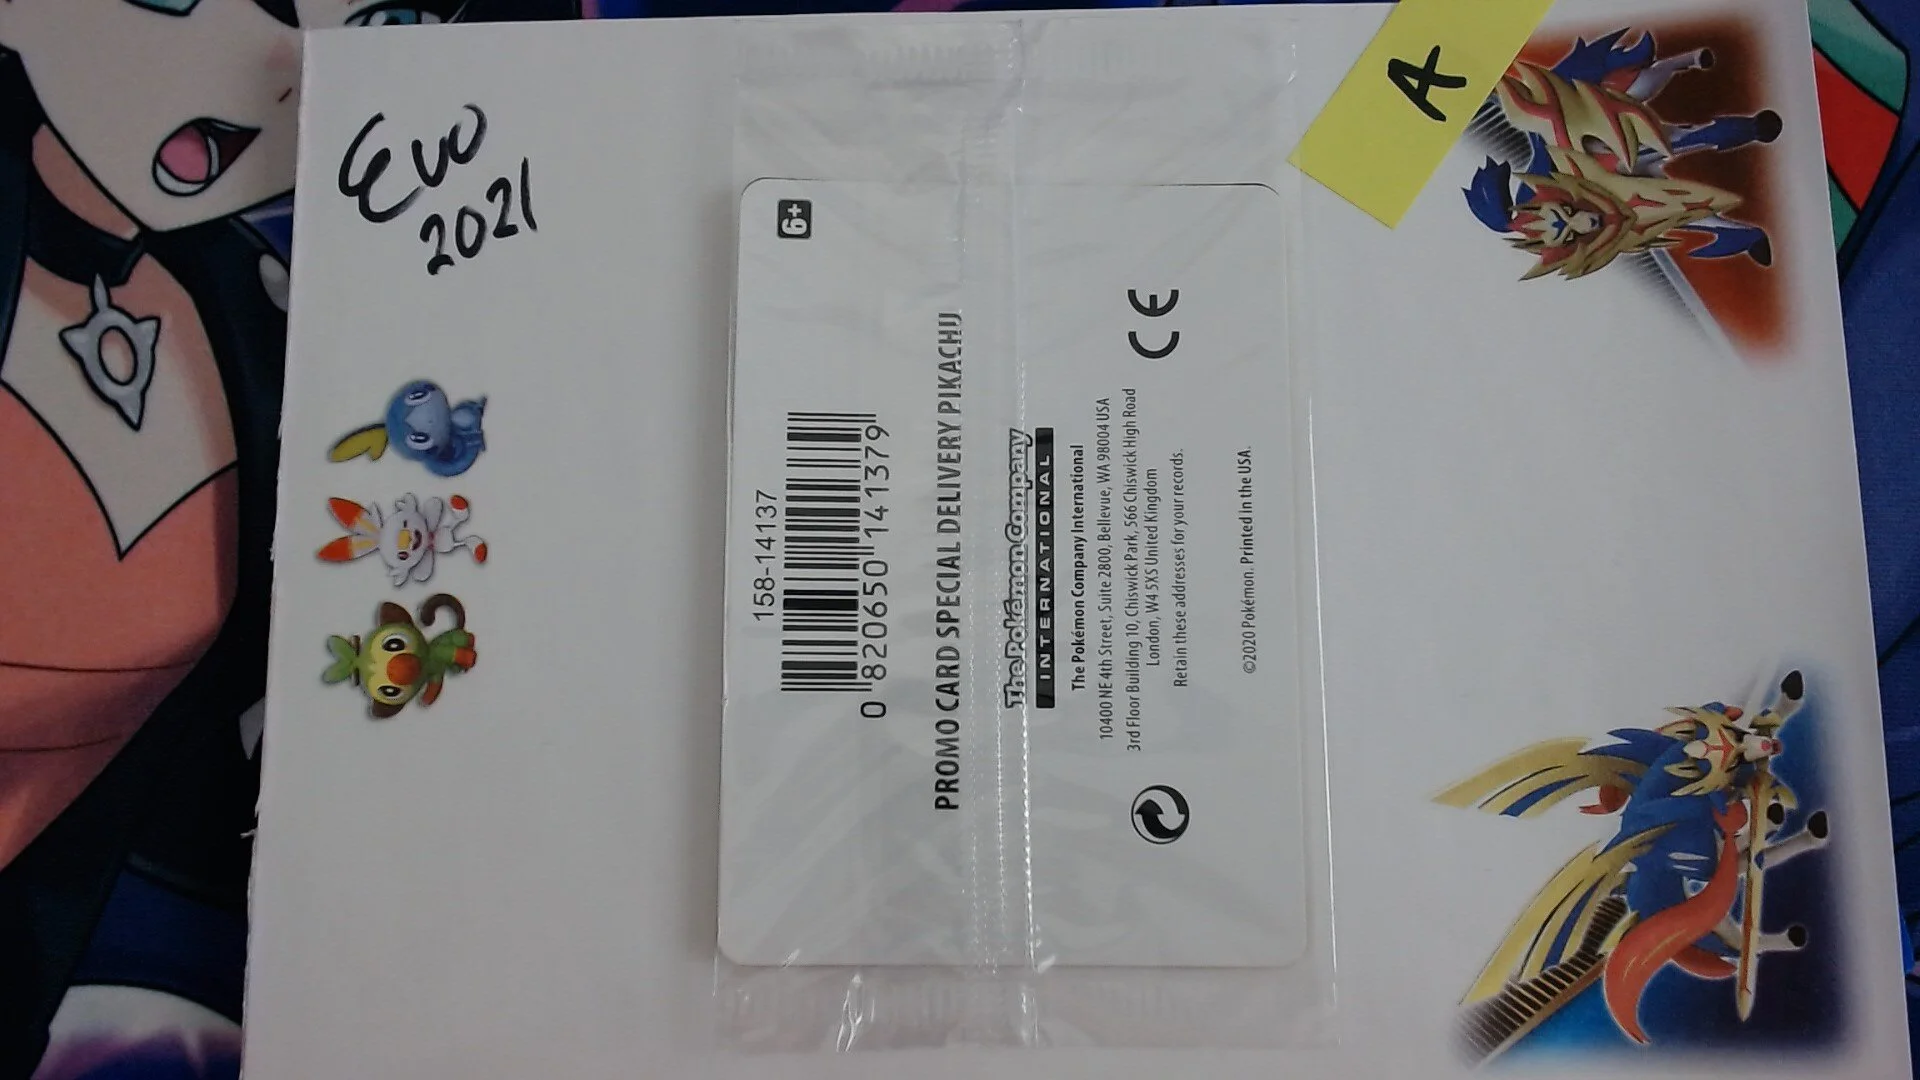 Evo
2021
A
6+
158-14137
0 820650 141379
PROMO CARD SPECIAL DELIVERY PIKACHU
The Pokémon Company
INTERNATIONAL
The Pokémon Company International
10400 NE 4th Street, Suite 2800, Bellevue, WA 98004 USA
3rd Floor Building 10, Chiswick Park, 566 Chiswick High Road
London, W4 5XS United Kingdom
Retain these addresses for your records.
CE
©2020 Pokémon. Printed in the USA.